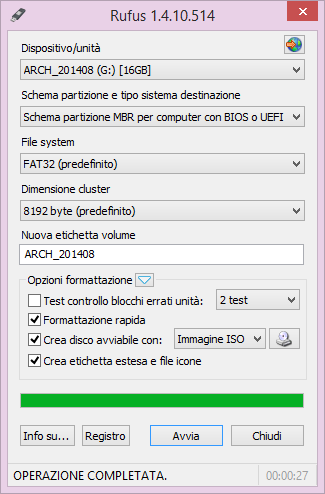 Rufus 1.4.10.514
Dispositivo/unità
ARCH_201408 (G:) [16GB]
Schema partizione e tipo sistema destinazione
Schema partizione MBR per computer con BIOS o UEFI
File system
FAT32 (predefinito)
Dimensione cluster
8192 byte (predefinito)
Nuova etichetta volume
ARCH_201408
Opzioni formattazione
Test controllo blocchi errati unità: 2 test
Formattazione rapida
Crea disco avviabile con: Immagine ISO
Crea etichetta estesa e file icone
Info su... Registro Avvia Chiudi
OPERAZIONE COMPLETATA. 00:00:27